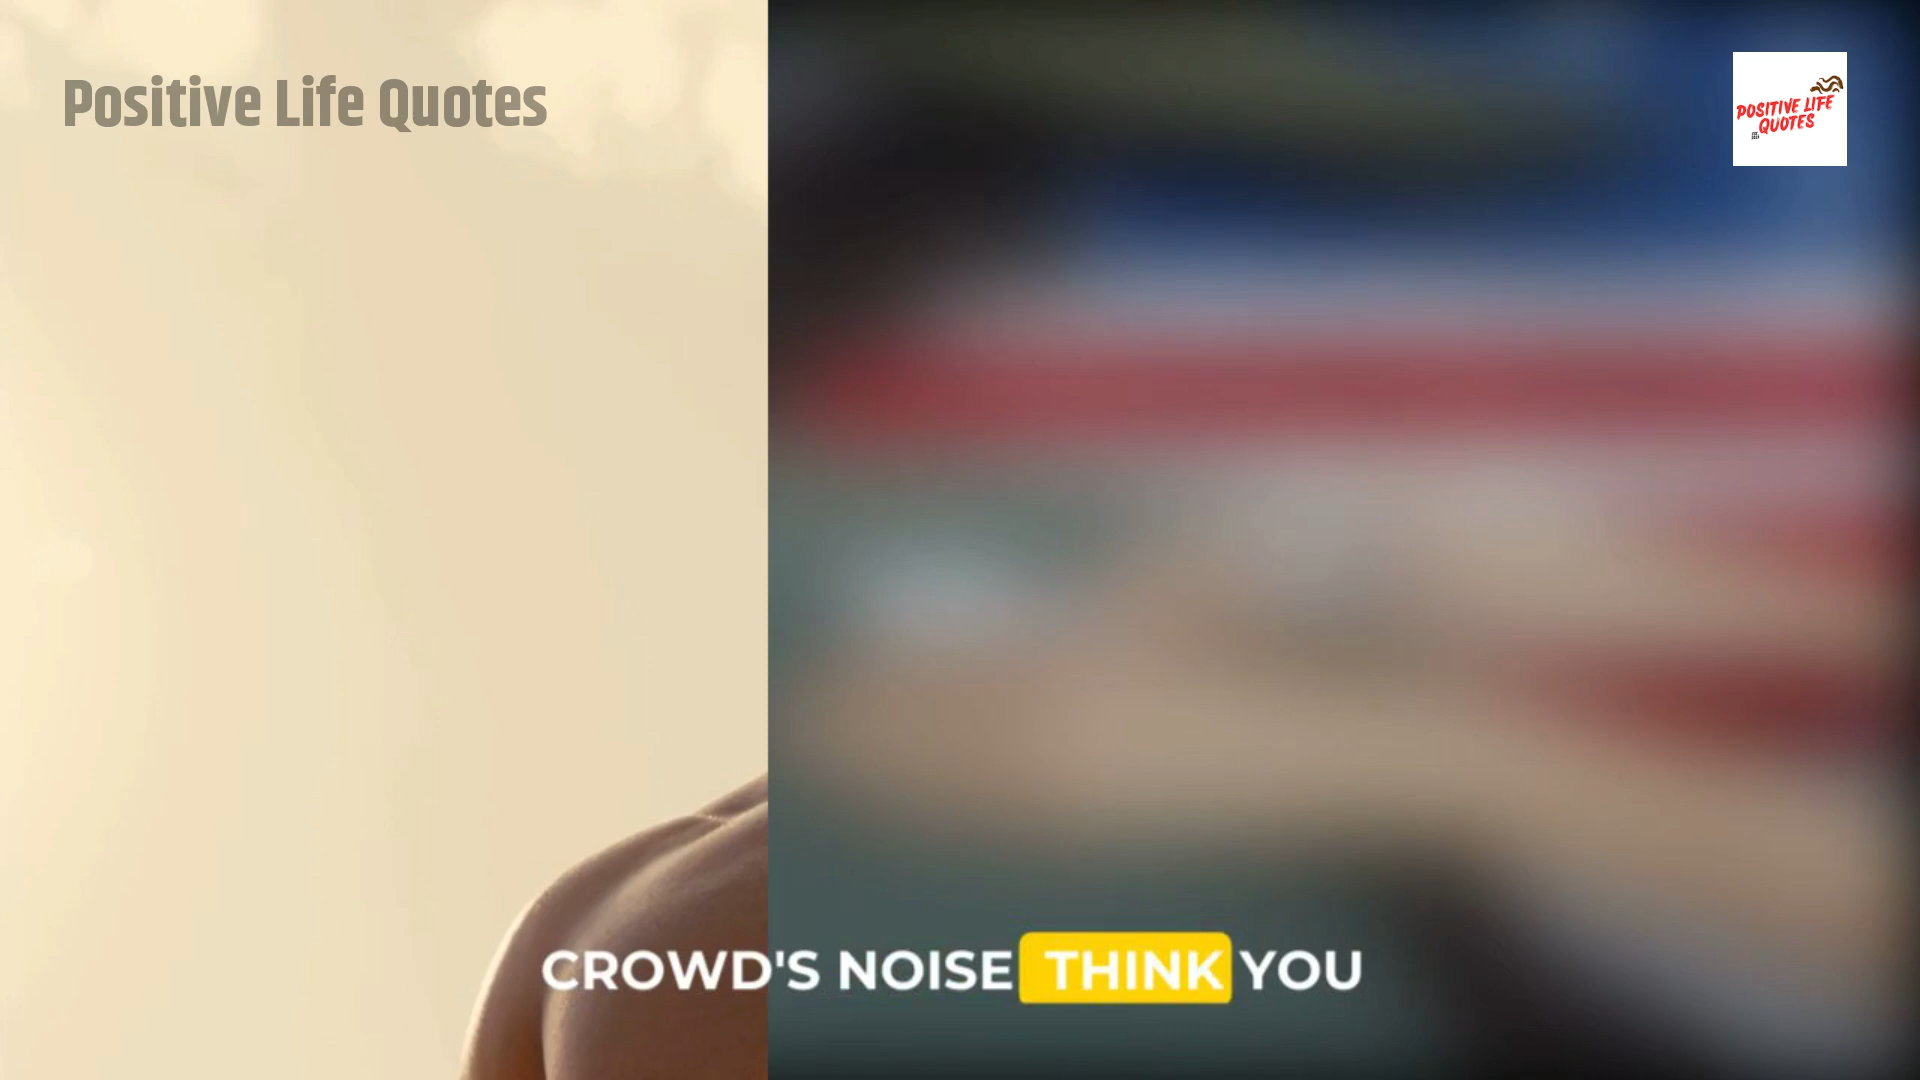 Positive Life Quotes
POSITIVE LIFE
QUOTES
CROWD'S NOISE THINK YOU